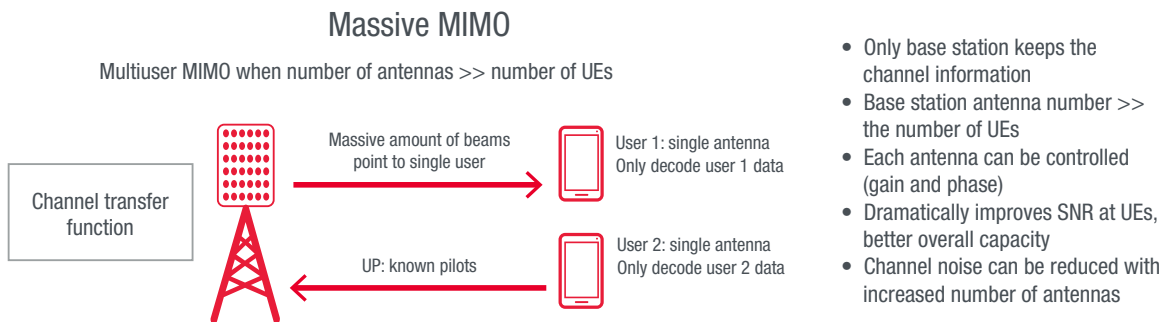 Massive MIMO
Multiuser MIMO when number of antennas >> number of UEs
Channel transfer
function
Massive amount of beams
point to single user
User 1: single antenna
Only decode user 1 data
UP: known pilots
User 2: single antenna
Only decode user 2 data
• Only base station keeps the
channel information
• Base station antenna number >>
the number of UEs
• Each antenna can be controlled
(gain and phase)
• Dramatically improves SNR at UEs,
better overall capacity
• Channel noise can be reduced with
increased number of antennas